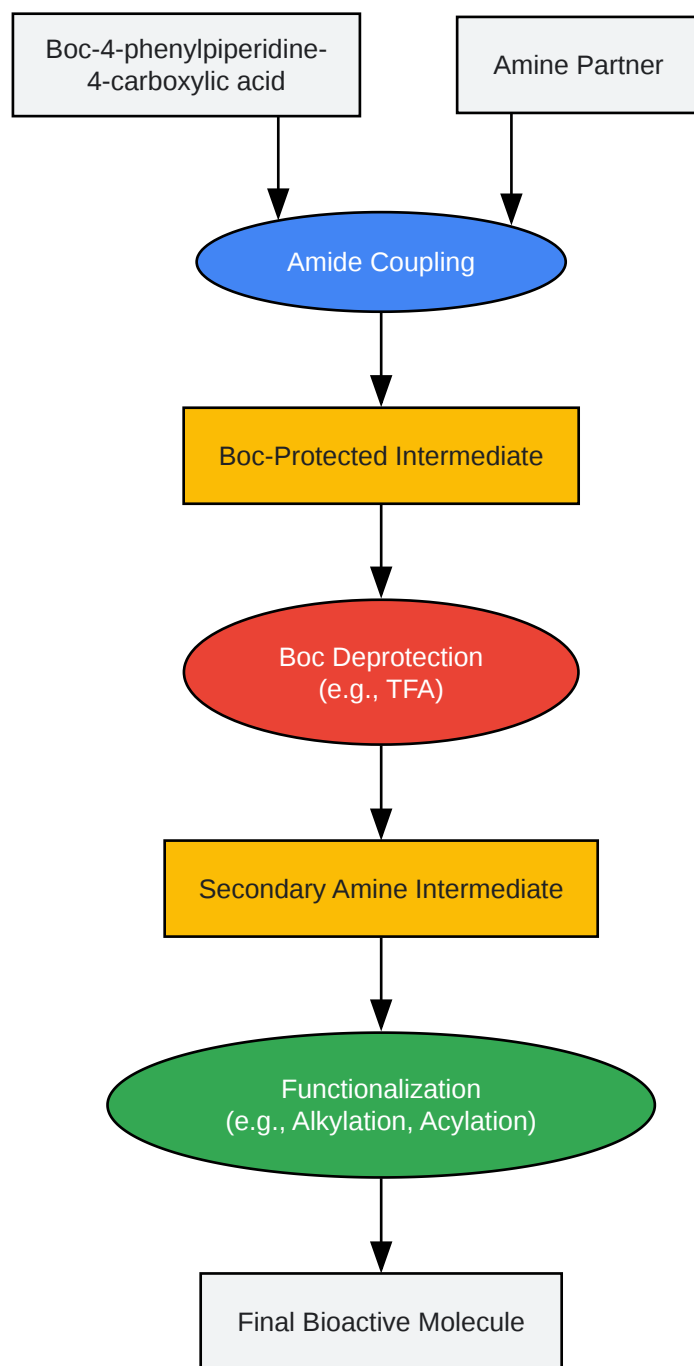 Boc-4-phenylpiperidine-
4-carboxylic acid
Amine Partner
Amide Coupling
Boc-Protected Intermediate
Boc Deprotection
(e.g., TFA)
Secondary Amine Intermediate
Functionalization
(e.g., Alkylation, Acylation)
Final Bioactive Molecule